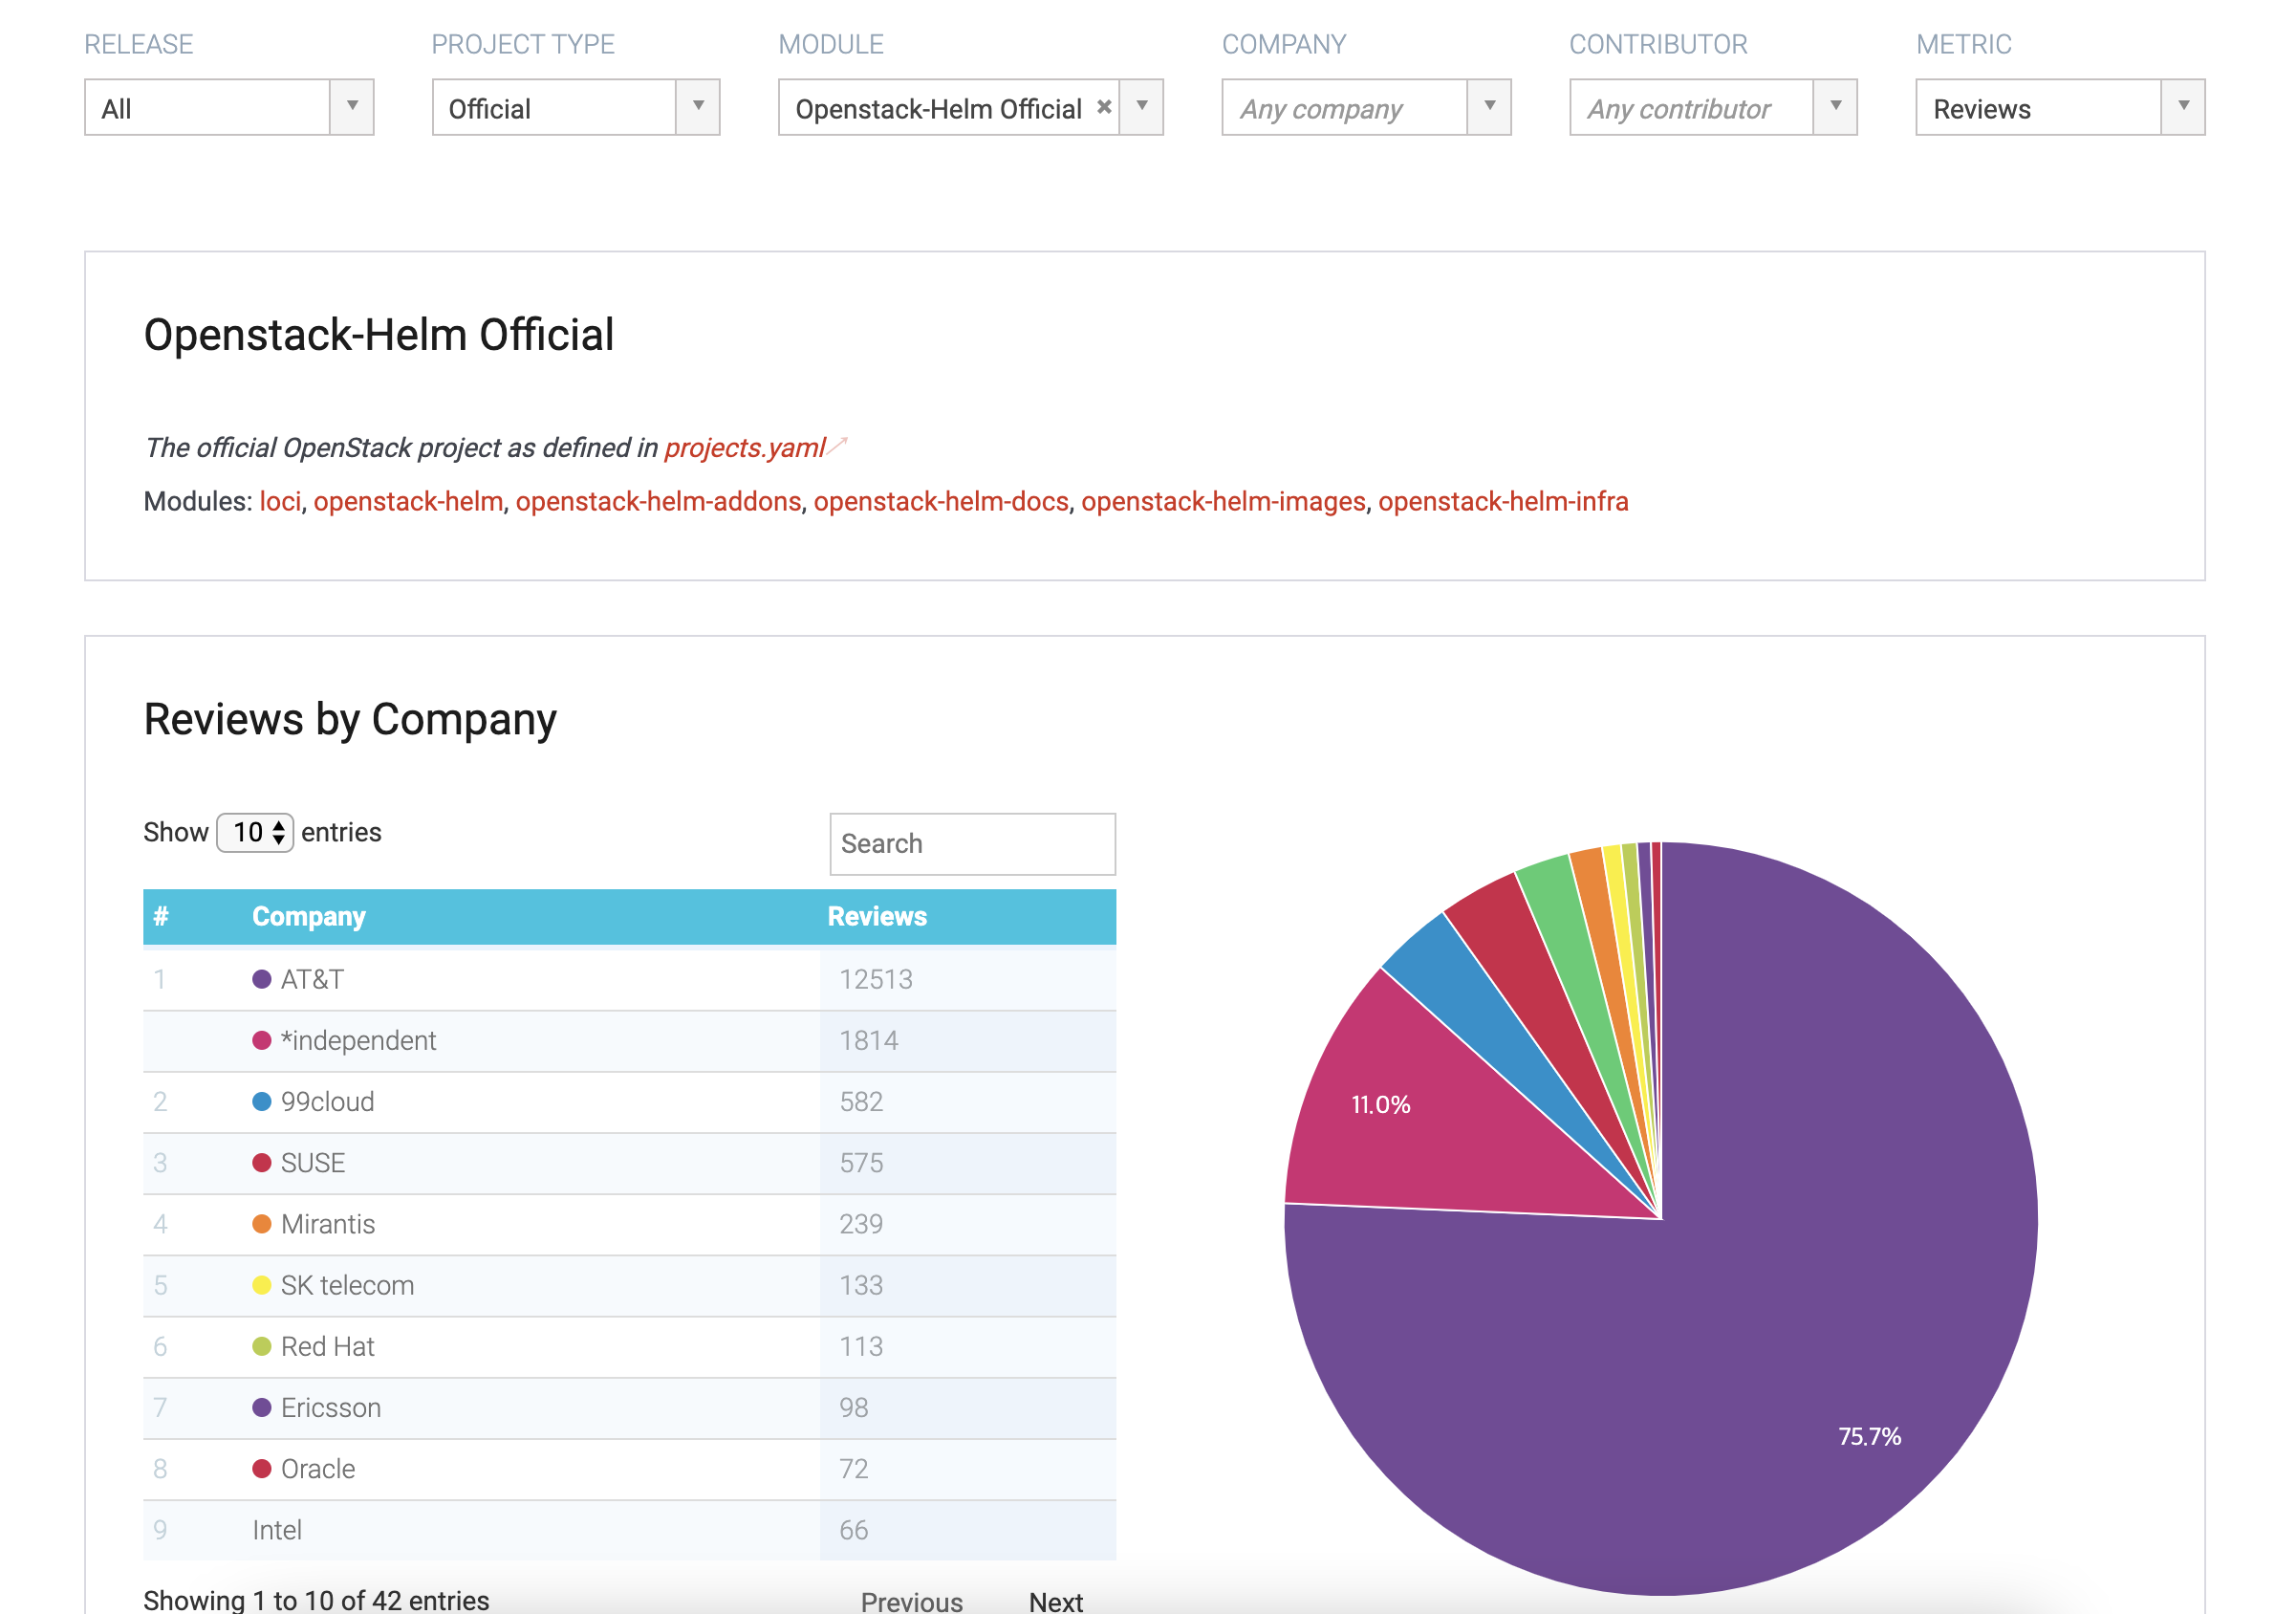 RELEASE PROJECT TYPE MODULE COMPANY CONTRIBUTOR METRIC
All Official Openstack-Helm Official Any company Any contributor Reviews
Openstack-Helm Official
The official OpenStack project as defined in projects.yaml
Modules: loci, openstack-helm, openstack-helm-addons, openstack-helm-docs, openstack-helm-images, openstack-helm-infra
Reviews by Company
Show 10 entries Search
# Company Reviews
1 AT&T 12513
*independent 1814
2 99cloud 582
3 SUSE 575
4 Mirantis 239
5 SK telecom 133
6 Red Hat 113
7 Ericsson 98
8 Oracle 72
9 Intel 66
Showing 1 to 10 of 42 entries Previous Next
11.0%
75.7%